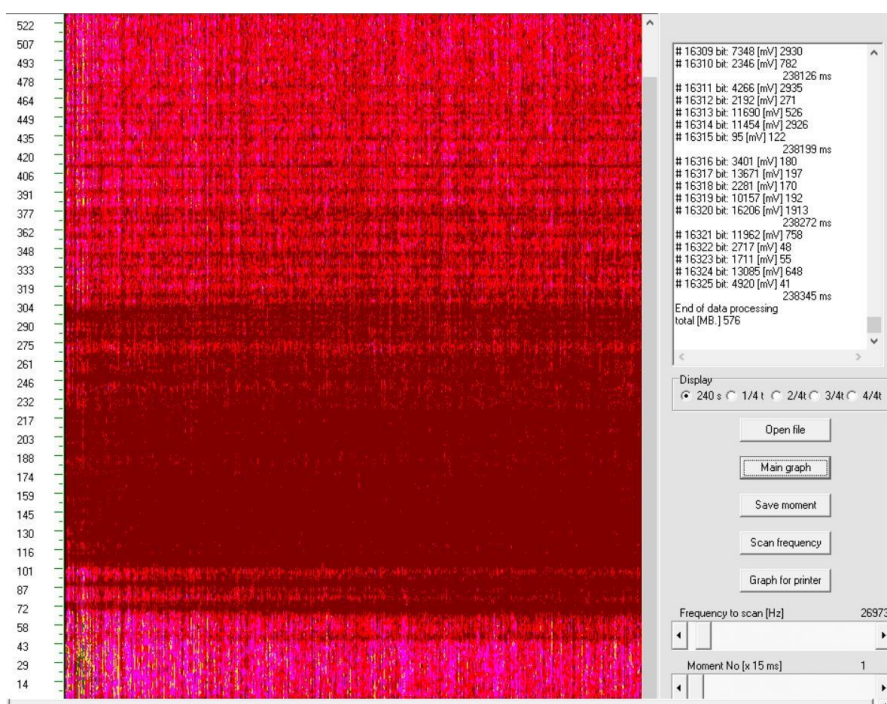 522
507
493
478
464
449
435
420
406
391
377
362
348
333
319
304
290
275
261
246
232
217
203
188
174
159
145
130
116
101
87
72
58
43
29
14
# 16309 bit: 7348 [mV] 2930
# 16310 bit: 2346 [mV] 782
238126 ms
# 16311 bit: 4266 [mV] 2935
# 16312 bit: 2192 [mV] 271
# 16313 bit: 11690 [mV] 526
# 16314 bit: 11454 [mV] 2926
# 16315 bit: 95 [mV] 122
238199 ms
# 16316 bit: 3401 [mV] 180
# 16317 bit: 13671 [mV] 197
# 16318 bit: 2281 [mV] 170
# 16319 bit: 10157 [mV] 192
# 16320 bit: 16206 [mV] 1913
238272 ms
# 16321 bit: 11962 [mV] 758
# 16322 bit: 2717 [mV] 48
# 16323 bit: 1711 [mV] 55
# 16324 bit: 13085 [mV] 648
# 16325 bit: 4920 [mV] 41
238345 ms
End of data processing
total [MB.] 576
Display
240 s 1/4 t 2/4t 3/4t 4/4t
Open file
Main graph
Save moment
Scan frequency
Graph for printer
Frequency to scan [Hz] 26973
Moment No [x 15 ms] 1